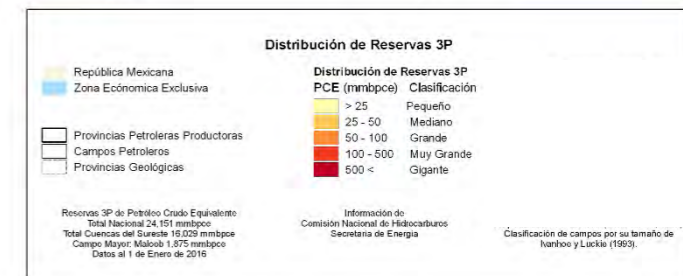 Distribución de Reservas 3P
República Mexicana
Zona Ecónomica Exclusiva
Provincias Petroleras Productoras
Campos Petroleros
Provincias Geológicas
Distribución de Reservas 3P
PCE (mmbpce) Clasificación
> 25 Pequeño
25 - 50 Mediano
50 - 100 Grande
100 - 500 Muy Grande
500 < Gigante
Reservas 3P de Petróleo Crudo Equivalente
Total Nacional 24,151 mmbpce
Total Cuencas del Sureste 16,029 mmbpce
Campo Mayor: Maloob 1,875 mmbpce
Datos al 1 de Enero de 2016
Información de
Comisión Nacional de Hidrocarburos
Secretaría de Energía
Clasificación de campos por su tamaño de
Ivanhoe y Luckie (1993).